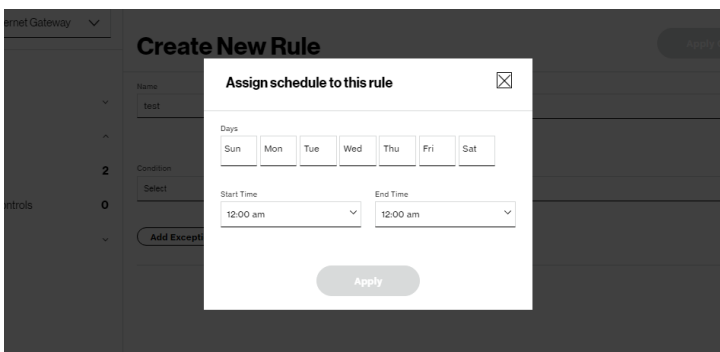 ernet Gateway
Create New Rule
Apply
Assign schedule to this rule
Name
test
Days
Sun Mon Tue Wed Thu Fri Sat
2
Condition
Select
Start Time End Time
ntrols 0
12:00 am 12:00 am
Add Excepti
Apply